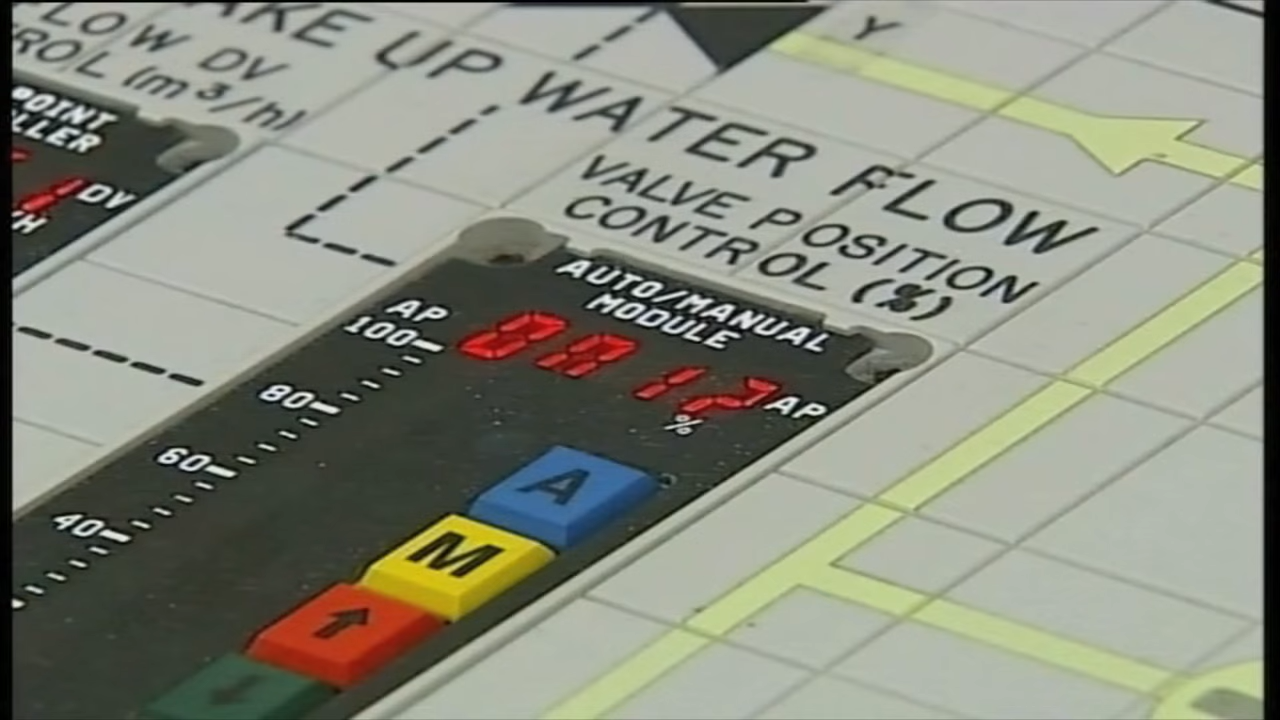 AKE UP WATER FLOW
LOW DV
ROL (m³/h)
POINT
LLER
DV
Y
VALVE POSITION
CONTROL (%)
AUTO/MANUAL
MODULE
AP
100
80
60
40
AP
%
A
M
↑
↓